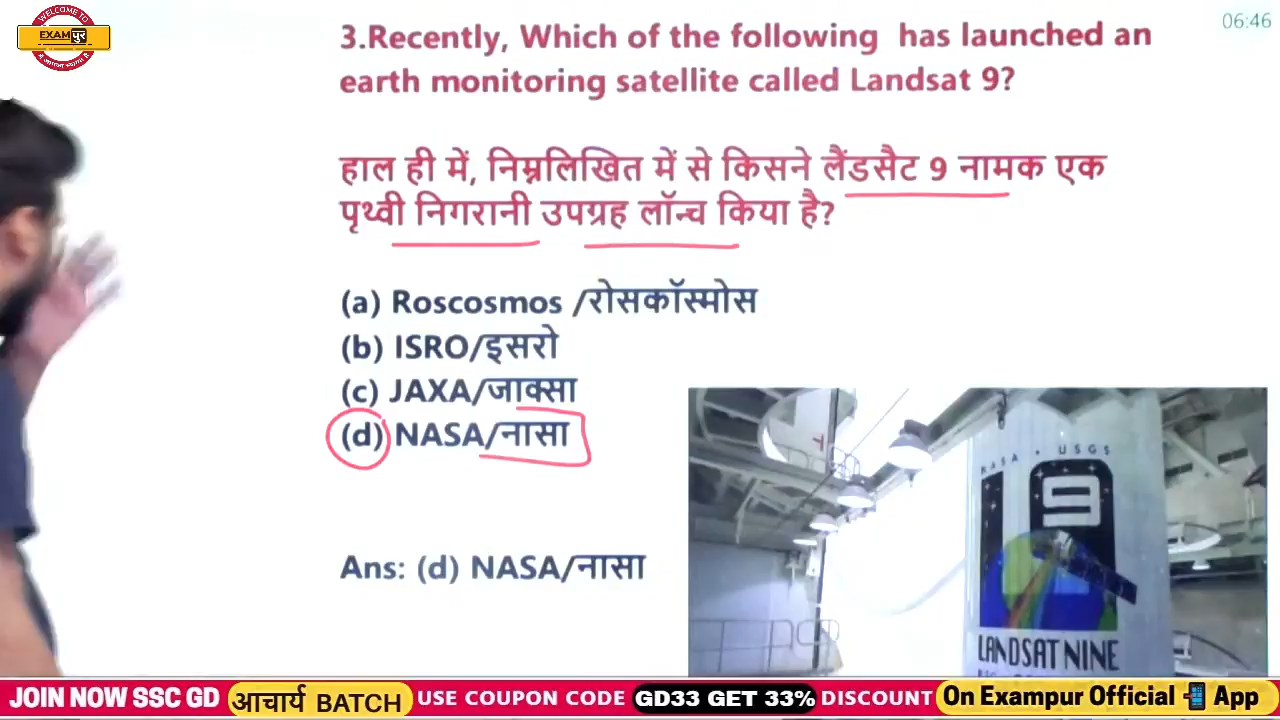 WELCOME TO
EXAMपुर
06:46
3.Recently, Which of the following has launched an
earth monitoring satellite called Landsat 9?
हाल ही में, निम्नलिखित में से किसने लैंडसैट 9 नामक एक
पृथ्वी निगरानी उपग्रह लॉन्च किया है?
(a) Roscosmos /रोसकॉस्मोस
(b) ISRO/इसरो
(c) JAXA/जाक्सा
(d) NASA/नासा
Ans: (d) NASA/नासा
NASA • USGS
9
LANDSAT NINE
JOIN NOW SSC GD आचार्य BATCH USE COUPON CODE GD33 GET 33% DISCOUNT On Exampur Official App